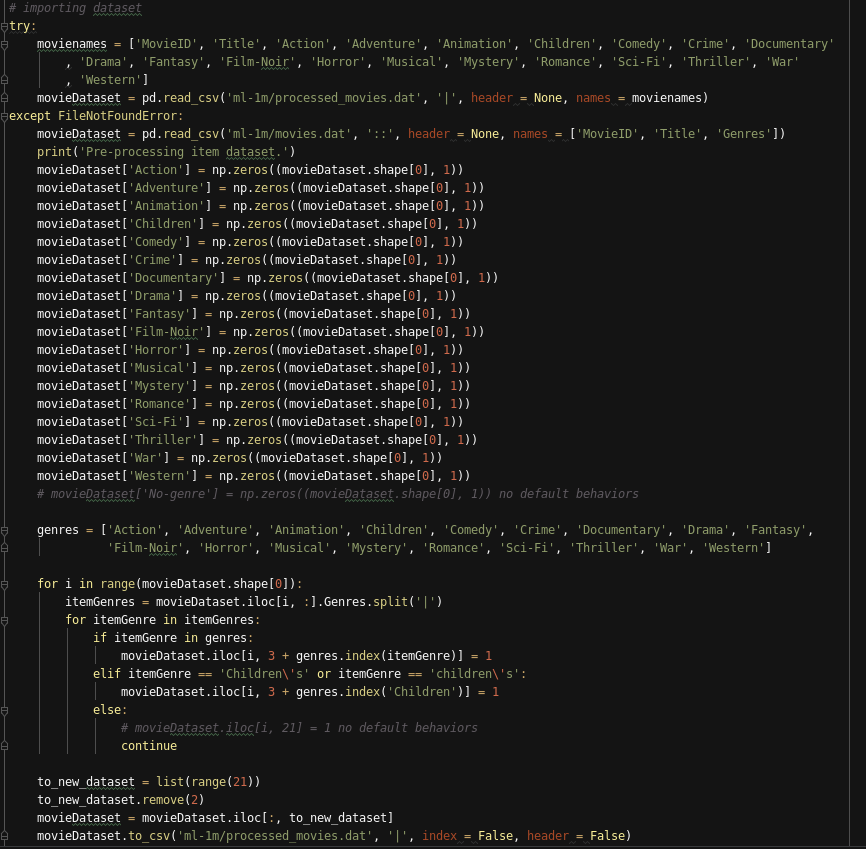 # importing dataset
try:
    movienames = ['MovieID', 'Title', 'Action', 'Adventure', 'Animation', 'Children', 'Comedy', 'Crime', 'Documentary'
        , 'Drama', 'Fantasy', 'Film-Noir', 'Horror', 'Musical', 'Mystery', 'Romance', 'Sci-Fi', 'Thriller', 'War'
        , 'Western']
    movieDataset = pd.read_csv('ml-1m/processed_movies.dat', '|', header = None, names = movienames)
except FileNotFoundError:
    movieDataset = pd.read_csv('ml-1m/movies.dat', '::', header = None, names = ['MovieID', 'Title', 'Genres'])
    print('Pre-processing item dataset.')
    movieDataset['Action'] = np.zeros((movieDataset.shape[0], 1))
    movieDataset['Adventure'] = np.zeros((movieDataset.shape[0], 1))
    movieDataset['Animation'] = np.zeros((movieDataset.shape[0], 1))
    movieDataset['Children'] = np.zeros((movieDataset.shape[0], 1))
    movieDataset['Comedy'] = np.zeros((movieDataset.shape[0], 1))
    movieDataset['Crime'] = np.zeros((movieDataset.shape[0], 1))
    movieDataset['Documentary'] = np.zeros((movieDataset.shape[0], 1))
    movieDataset['Drama'] = np.zeros((movieDataset.shape[0], 1))
    movieDataset['Fantasy'] = np.zeros((movieDataset.shape[0], 1))
    movieDataset['Film-Noir'] = np.zeros((movieDataset.shape[0], 1))
    movieDataset['Horror'] = np.zeros((movieDataset.shape[0], 1))
    movieDataset['Musical'] = np.zeros((movieDataset.shape[0], 1))
    movieDataset['Mystery'] = np.zeros((movieDataset.shape[0], 1))
    movieDataset['Romance'] = np.zeros((movieDataset.shape[0], 1))
    movieDataset['Sci-Fi'] = np.zeros((movieDataset.shape[0], 1))
    movieDataset['Thriller'] = np.zeros((movieDataset.shape[0], 1))
    movieDataset['War'] = np.zeros((movieDataset.shape[0], 1))
    movieDataset['Western'] = np.zeros((movieDataset.shape[0], 1))
    # movieDataset['No-genre'] = np.zeros((movieDataset.shape[0], 1)) no default behaviors

    genres = ['Action', 'Adventure', 'Animation', 'Children', 'Comedy', 'Crime', 'Documentary', 'Drama', 'Fantasy',
              'Film-Noir', 'Horror', 'Musical', 'Mystery', 'Romance', 'Sci-Fi', 'Thriller', 'War', 'Western']

    for i in range(movieDataset.shape[0]):
        itemGenres = movieDataset.iloc[i, :].Genres.split('|')
        for itemGenre in itemGenres:
            if itemGenre in genres:
                movieDataset.iloc[i, 3 + genres.index(itemGenre)] = 1
            elif itemGenre == 'Children\'s' or itemGenre == 'children\'s':
                movieDataset.iloc[i, 3 + genres.index('Children')] = 1
            else:
                # movieDataset.iloc[i, 21] = 1 no default behaviors
                continue

    to_new_dataset = list(range(21))
    to_new_dataset.remove(2)
    movieDataset = movieDataset.iloc[:, to_new_dataset]
    movieDataset.to_csv('ml-1m/processed_movies.dat', '|', index = False, header = False)